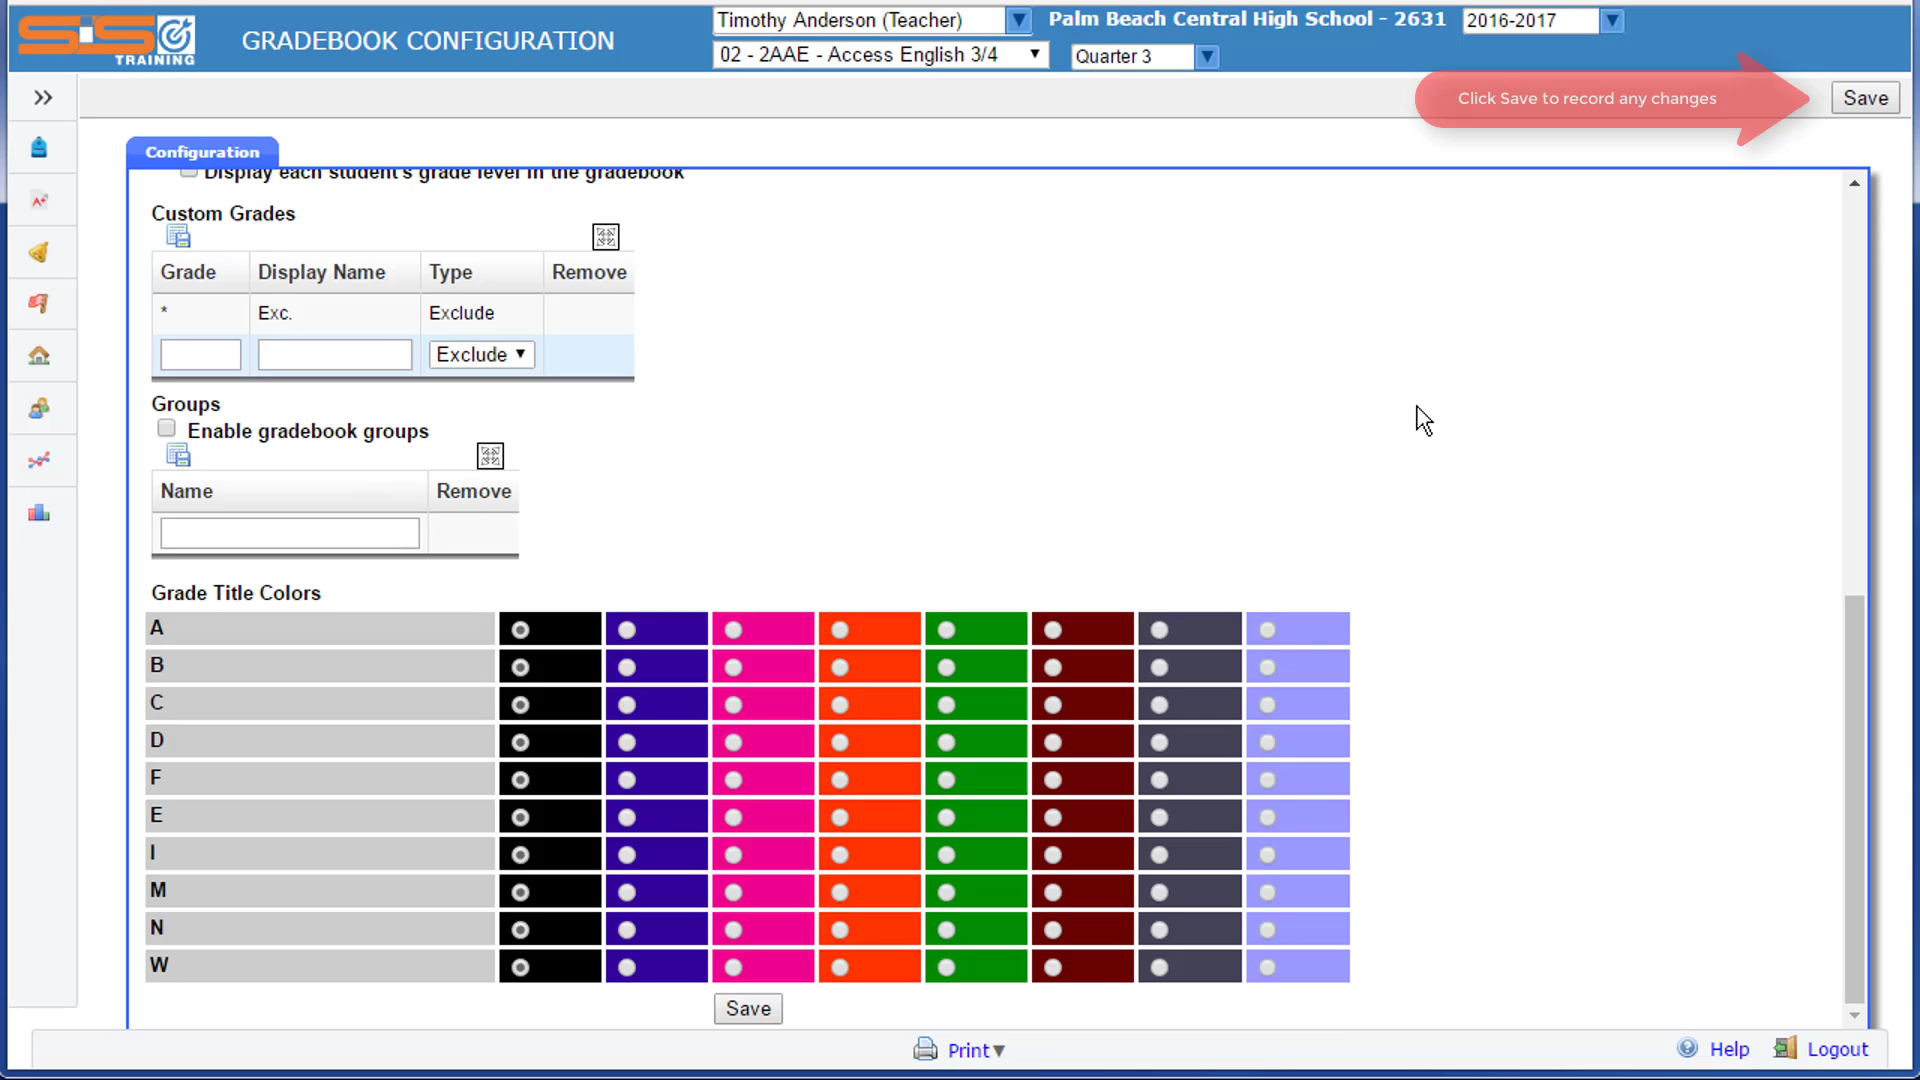 SIS
TRAINING
GRADEBOOK CONFIGURATION
Timothy Anderson (Teacher)
Palm Beach Central High School - 2631
2016-2017
02 - 2AAE - Access English 3/4
Quarter 3
Click Save to record any changes
Save
Configuration
Display each student's grade level in the gradebook
Custom Grades
Grade Display Name Type Remove
* Exc. Exclude
Exclude
Groups
Enable gradebook groups
Name Remove
Grade Title Colors
A
B
C
D
F
E
I
M
N
W
Save
Print
Help
Logout